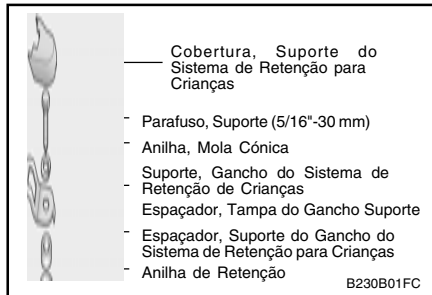 Cobertura, Suporte do
Sistema de Retenção para
Crianças
Parafuso, Suporte (5/16"-30 mm)
Anilha, Mola Cónica
Suporte, Gancho do Sistema de
Retenção de Crianças
Espaçador, Tampa do Gancho Suporte
Espaçador, Suporte do Gancho do
Sistema de Retenção para Crianças
Anilha de Retenção
B230B01FC